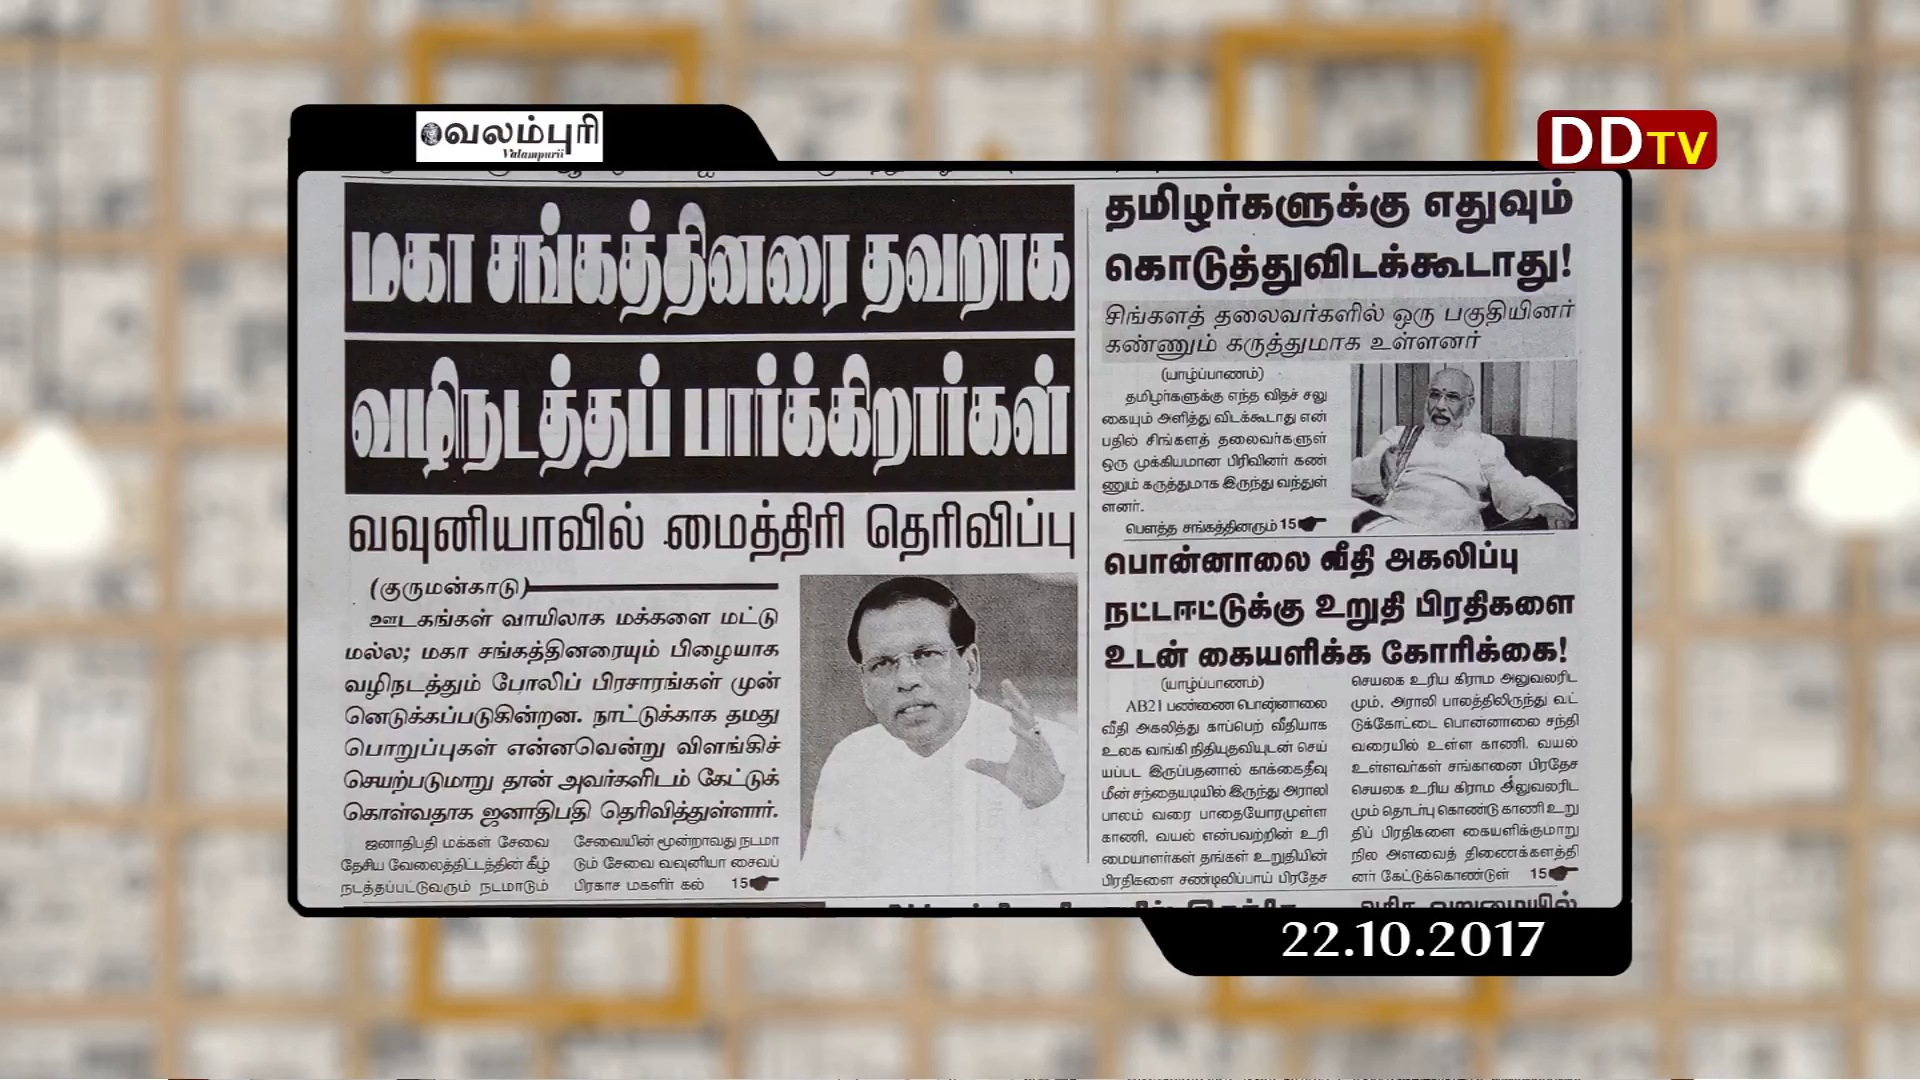 வலம்புரி
Valampurii
DDTV
மகா சங்கத்தினரை தவறாக
வழிநடத்தப் பார்க்கிறார்கள்
வவுனியாவில் மைத்திரி தெரிவிப்பு
(குருமன்காடு)
ஊடகங்கள் வாயிலாக மக்களை மட்டு
மல்ல; மகா சங்கத்தினரையும் பிழையாக
வழிநடத்தும் போலிப் பிரசாரங்கள் முன்
னெடுக்கப்படுகின்றன. நாட்டுக்காக தமது
பொறுப்புகள் என்னவென்று விளங்கிச்
செயற்படுமாறு தான் அவர்களிடம் கேட்டுக்
கொள்வதாக ஜனாதிபதி தெரிவித்துள்ளார்.
ஜனாதிபதி மக்கள் சேவை
தேசிய வேலைத்திட்டத்தின் கீழ்
நடத்தப்பட்டுவரும் நடமாடும்
சேவையின் மூன்றாவது நடமா
டும் சேவை வவுனியா சைவப்
பிரகாச மகளிர் கல் 15
தமிழர்களுக்கு எதுவும்
கொடுத்துவிடக்கூடாது!
சிங்களத் தலைவர்களில் ஒரு பகுதியினர்
கண்ணும் கருத்துமாக உள்ளனர்
(யாழ்ப்பாணம்)
தமிழர்களுக்கு எந்த விதச் சலு
கையும் அளித்து விடக்கூடாது என்
பதில் சிங்களத் தலைவர்களுள்
ஒரு முக்கியமான பிரிவினர் கண்
ணும் கருத்துமாக இருந்து வந்துள்
ளனர்.
பௌத்த சங்கத்தினரும் 15
பொன்னாலை வீதி அகலிப்பு
நட்டஈட்டுக்கு உறுதி பிரதிகளை
உடன் கையளிக்க கோரிக்கை!
(யாழ்ப்பாணம்)
AB21 பண்ணை பொன்னாலை
வீதி அகலித்து காப்பெற் வீதியாக
உலக வங்கி நிதியுதவியுடன் செய்
யப்பட இருப்பதனால் காக்கைதீவு
மீன் சந்தையடியில் இருந்து அராலி
பாலம் வரை பாதையோரமுள்ள
காணி, வயல் என்பவற்றின் உரி
மையாளர்கள் தங்கள் உறுதியின்
பிரதிகளை சண்டிலிப்பாய் பிரதேச
செயலக உரிய கிராம அலுவலரிட
மும், அராலி பாலத்திலிருந்து வட்
டுக்கோட்டை பொன்னாலை சந்தி
வரையில் உள்ள காணி, வயல்
உள்ளவர்கள் சங்கானை பிரதேச
செயலக உரிய கிராம அலுவலரிட
மும் தொடர்பு கொண்டு காணி உறு
திப் பிரதிகளை கையளிக்குமாறு
நில அளவைத் திணைக்களத்தி
னர் கேட்டுக்கொண்டுள் 15
22.10.2017